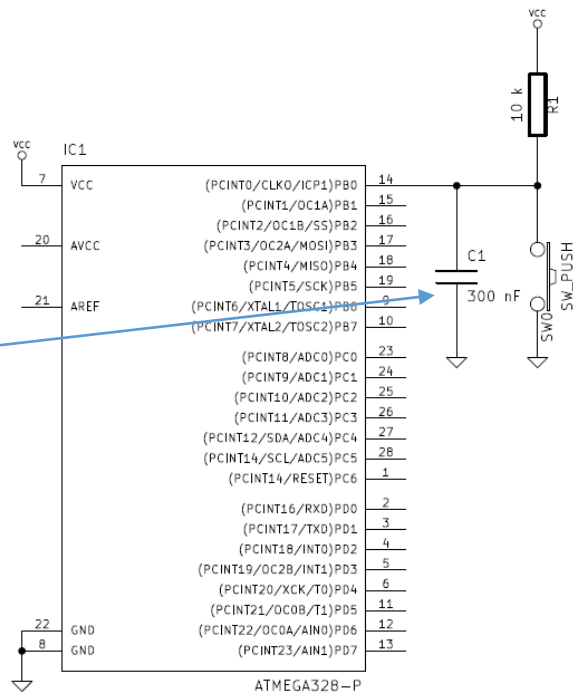 vcc
10 k
R1
vcc
IC1
7
VCC
20
AVCC
21
AREF
22
GND
8
GND
(PCINT0/CLKO/ICP1)PB0
14
(PCINT1/OC1A)PB1
15
(PCINT2/OC1B/SS)PB2
16
(PCINT3/OC2A/MOSI)PB3
17
(PCINT4/MISO)PB4
18
(PCINT5/SCK)PB5
19
(PCINT6/XTAL1/TOSC1)PB6
9
(PCINT7/XTAL2/TOSC2)PB7
10
(PCINT8/ADC0)PC0
23
(PCINT9/ADC1)PC1
24
(PCINT10/ADC2)PC2
25
(PCINT11/ADC3)PC3
26
(PCINT12/SDA/ADC4)PC4
27
(PCINT14/SCL/ADC5)PC5
28
(PCINT14/RESET)PC6
1
(PCINT16/RXD)PD0
2
(PCINT17/TXD)PD1
3
(PCINT18/INT0)PD2
4
(PCINT19/OC2B/INT1)PD3
5
(PCINT20/XCK/T0)PD4
6
(PCINT21/OC0B/T1)PD5
11
(PCINT22/OC0A/AIN0)PD6
12
(PCINT23/AIN1)PD7
13
C1
300 nF
SW0
SW_PUSH
ATMEGA328-P